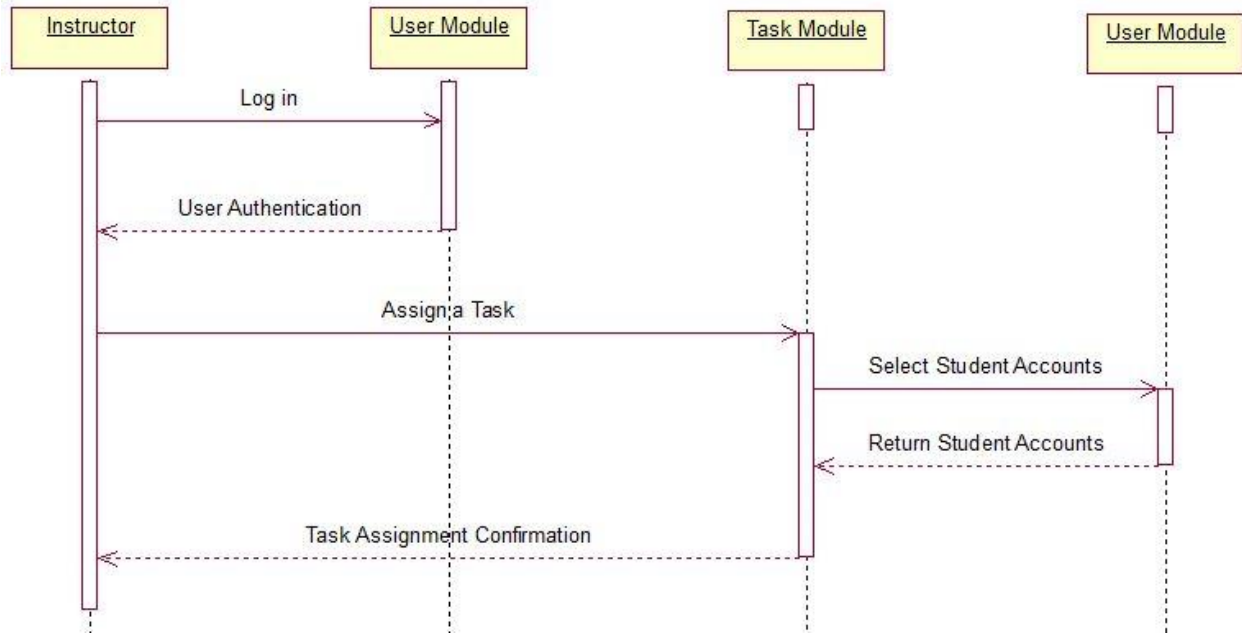 Instructor
User Module
Task Module
User Module
Log in
User Authentication
Assign a Task
Select Student Accounts
Return Student Accounts
Task Assignment Confirmation